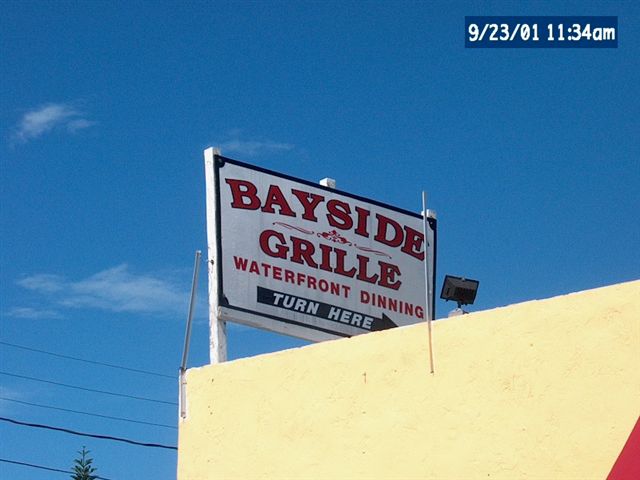 9/23/01 11:34am
BAYSIDE
GRILLE
WATERFRONT DINNING
TURN HERE